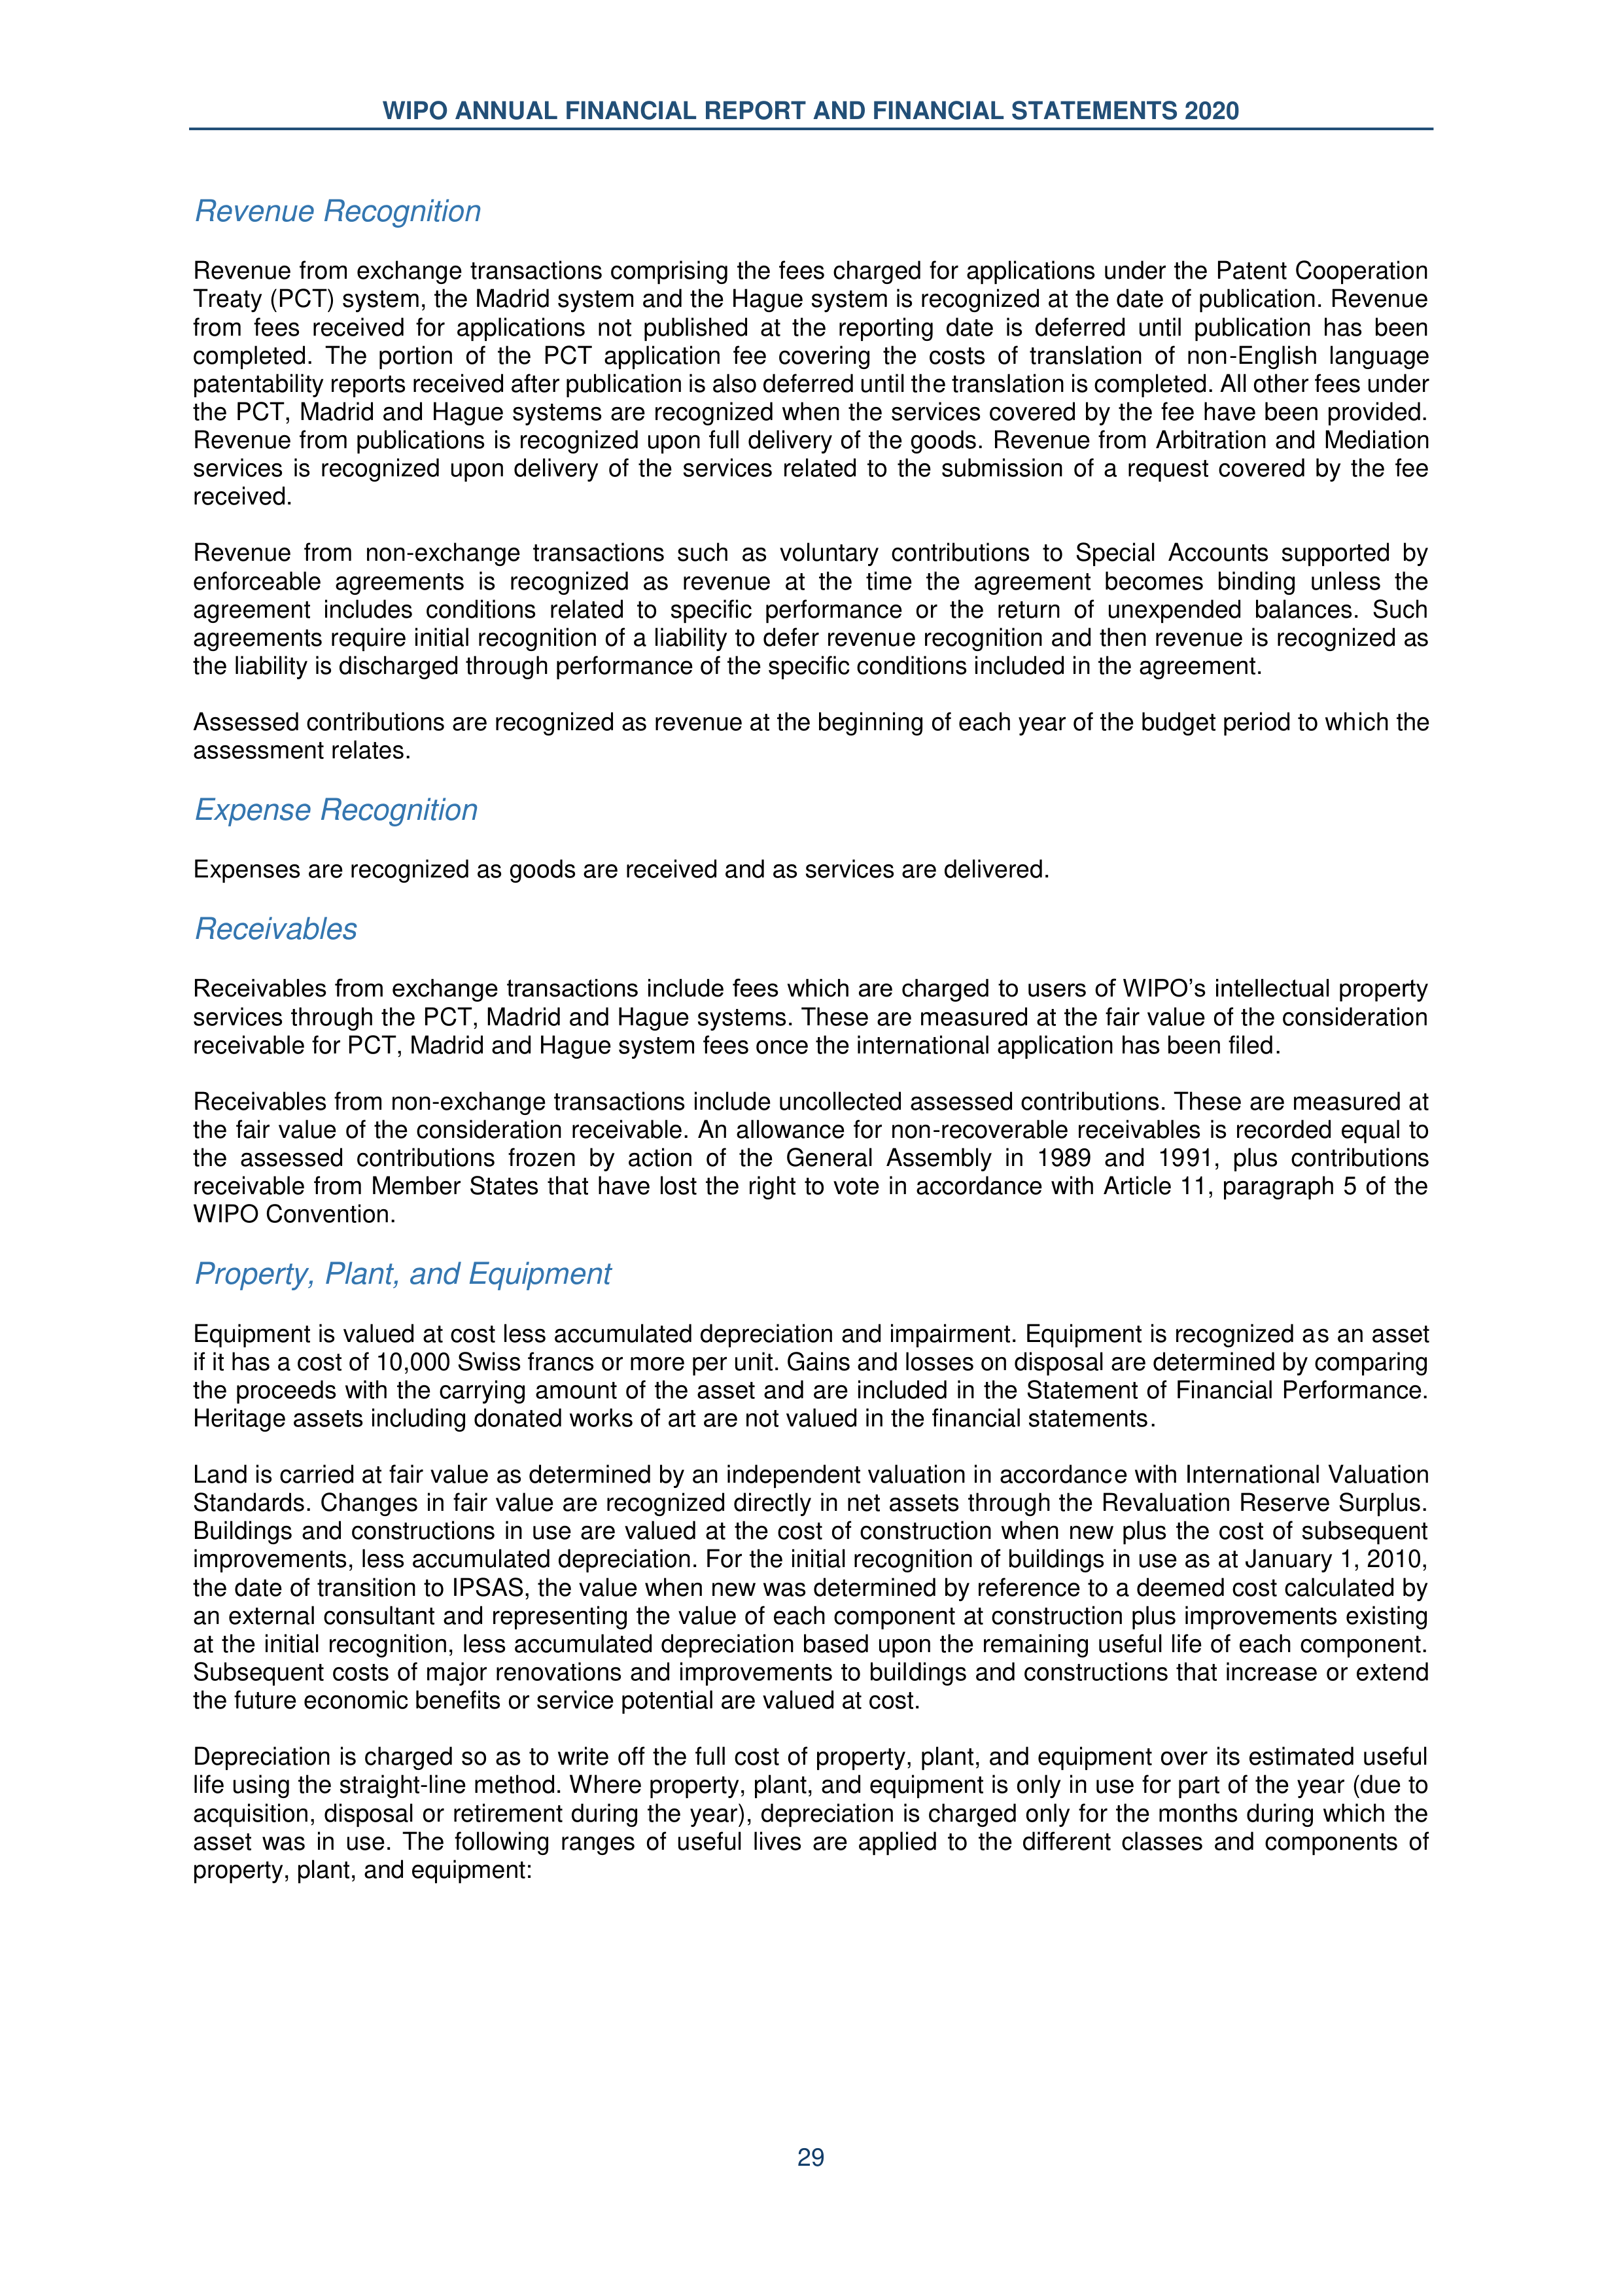 WIPO ANNUAL FINANCIAL REPORT AND FINANCIAL STATEMENTS 2020
Revenue Recognition
Revenue from exchange transactions comprising the fees charged for applications under the Patent Cooperation
Treaty (PCT) system, the Madrid system and the Hague system is recognized at the date of publication. Revenue
from fees received for applications not published at the reporting date is deferred until publication has been
completed. The portion of the PCT application fee covering the costs of translation of non-English language
patentability reports received after publication is also deferred until the translation is completed. All other fees under
the PCT, Madrid and Hague systems are recognized when the services covered by the fee have been provided.
Revenue from publications is recognized upon full delivery of the goods. Revenue from Arbitration and Mediation
services is recognized upon delivery of the services related to the submission of a request covered by the fee
received.
Revenue from non-exchange transactions such as voluntary contributions to Special Accounts supported by
enforceable agreements is recognized as revenue at the time the agreement becomes binding unless the
agreement includes conditions related to specific performance or the return of unexpended balances. Such
agreements require initial recognition of a liability to defer revenue recognition and then revenue is recognized as
the liability is discharged through performance of the specific conditions included in the agreement.
Assessed contributions are recognized as revenue at the beginning of each year of the budget period to which the
assessment relates.
Expense Recognition
Expenses are recognized as goods are received and as services are delivered.
Receivables
Receivables from exchange transactions include fees which are charged to users of WIPO’s intellectual property
services through the PCT, Madrid and Hague systems. These are measured at the fair value of the consideration
receivable for PCT, Madrid and Hague system fees once the international application has been filed.
Receivables from non-exchange transactions include uncollected assessed contributions. These are measured at
the fair value of the consideration receivable. An allowance for non-recoverable receivables is recorded equal to
the assessed contributions frozen by action of the General Assembly in 1989 and 1991, plus contributions
receivable from Member States that have lost the right to vote in accordance with Article 11, paragraph 5 of the
WIPO Convention.
Property, Plant, and Equipment
Equipment is valued at cost less accumulated depreciation and impairment. Equipment is recognized as an asset
if it has a cost of 10,000 Swiss francs or more per unit. Gains and losses on disposal are determined by comparing
the proceeds with the carrying amount of the asset and are included in the Statement of Financial Performance.
Heritage assets including donated works of art are not valued in the financial statements.
Land is carried at fair value as determined by an independent valuation in accordance with International Valuation
Standards. Changes in fair value are recognized directly in net assets through the Revaluation Reserve Surplus.
Buildings and constructions in use are valued at the cost of construction when new plus the cost of subsequent
improvements, less accumulated depreciation. For the initial recognition of buildings in use as at January 1, 2010,
the date of transition to IPSAS, the value when new was determined by reference to a deemed cost calculated by
an external consultant and representing the value of each component at construction plus improvements existing
at the initial recognition, less accumulated depreciation based upon the remaining useful life of each component.
Subsequent costs of major renovations and improvements to buildings and constructions that increase or extend
the future economic benefits or service potential are valued at cost.
Depreciation is charged so as to write off the full cost of property, plant, and equipment over its estimated useful
life using the straight-line method. Where property, plant, and equipment is only in use for part of the year (due to
acquisition, disposal or retirement during the year), depreciation is charged only for the months during which the
asset was in use. The following ranges of useful lives are applied to the different classes and components of
property, plant, and equipment:
29